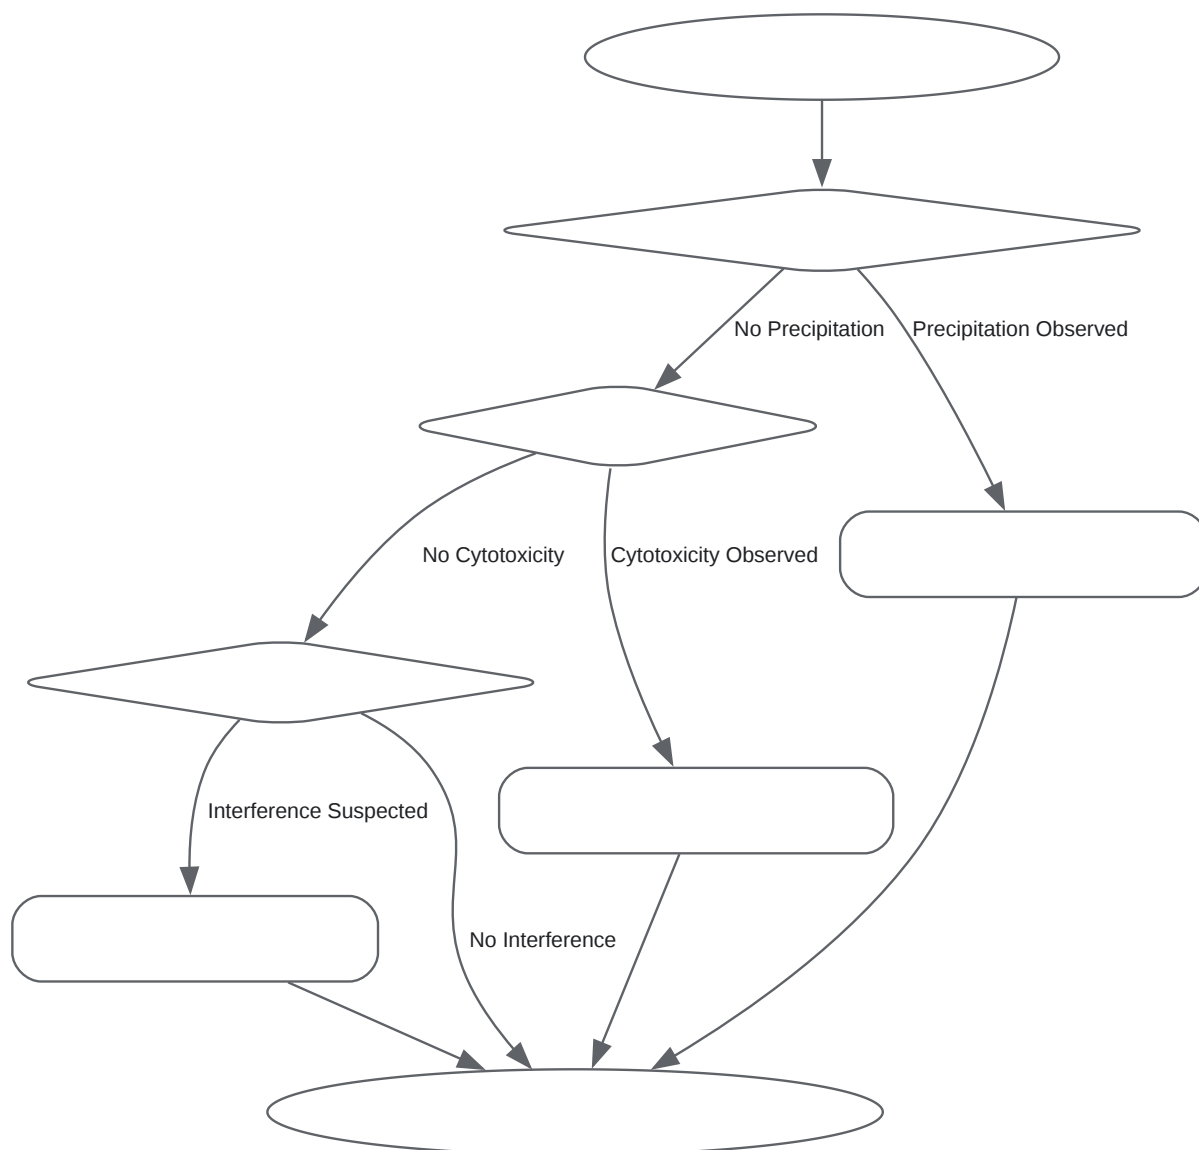 No Precipitation
Precipitation Observed
No Cytotoxicity
Cytotoxicity Observed
Interference Suspected
No Interference